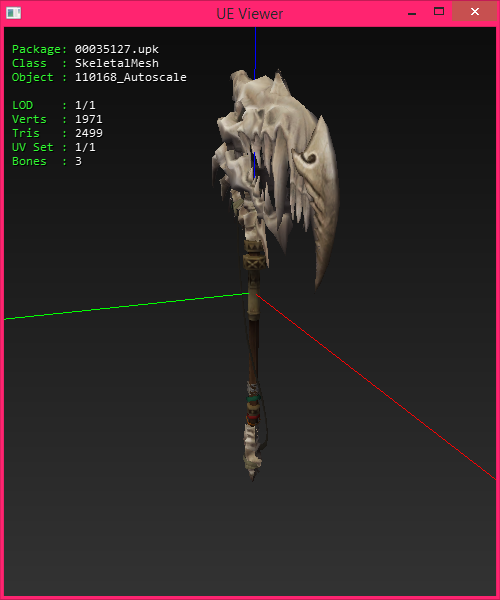 UE Viewer
Package: 00035127.upk
Class  : SkeletalMesh
Object : 110168_Autoscale
LOD    : 1/1
Verts  : 1971
Tris   : 2499
UV Set : 1/1
Bones  : 3